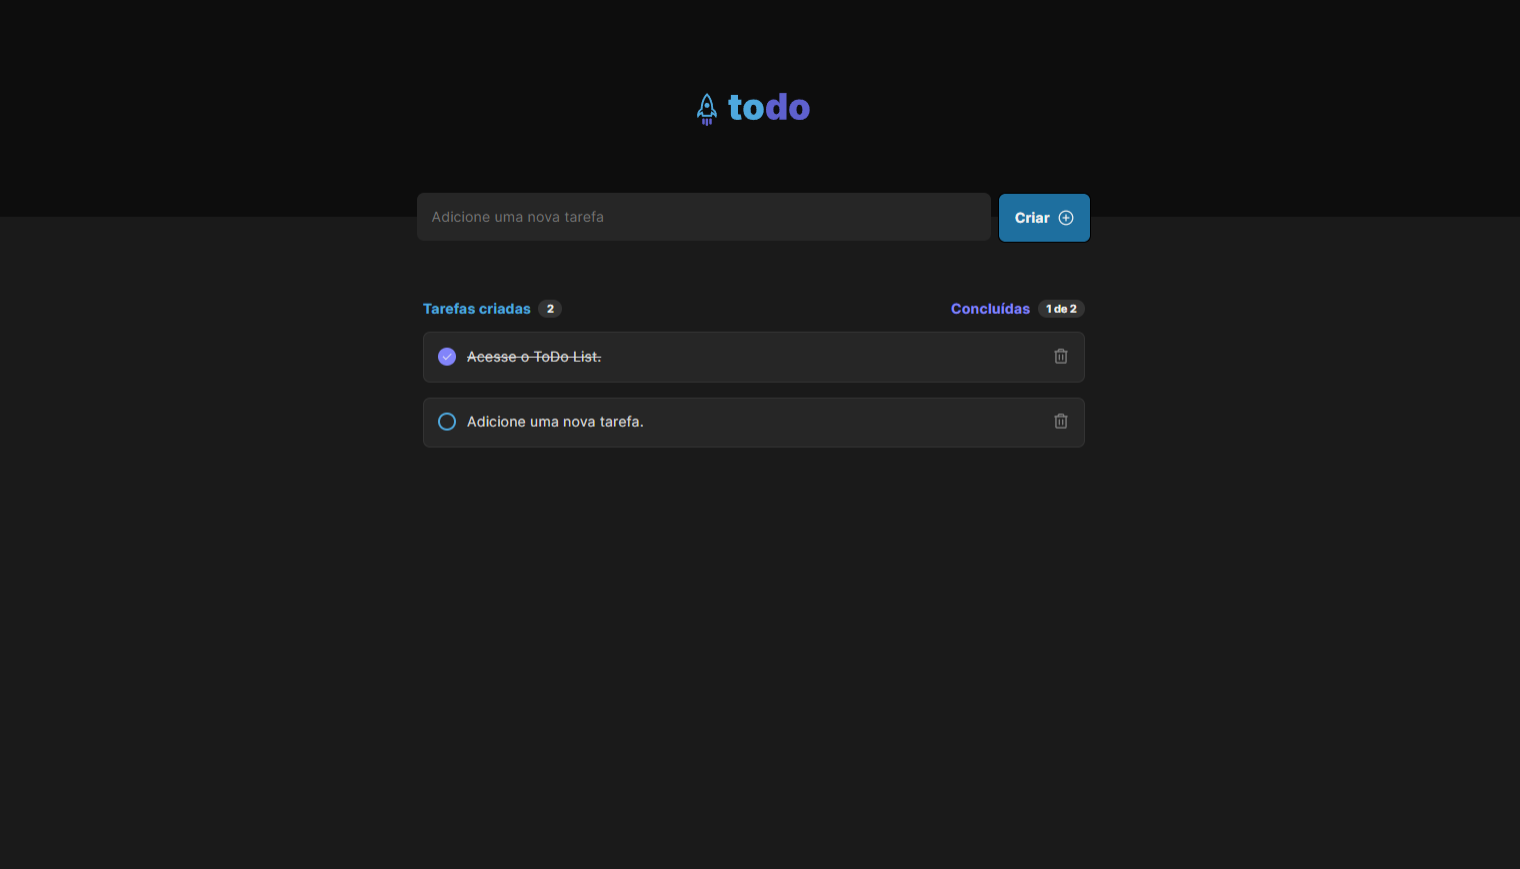 todo
Adicione uma nova tarefa
Criar
Tarefas criadas 2
Concluídas 1 de 2
Acesse o ToDo List.
Adicione uma nova tarefa.